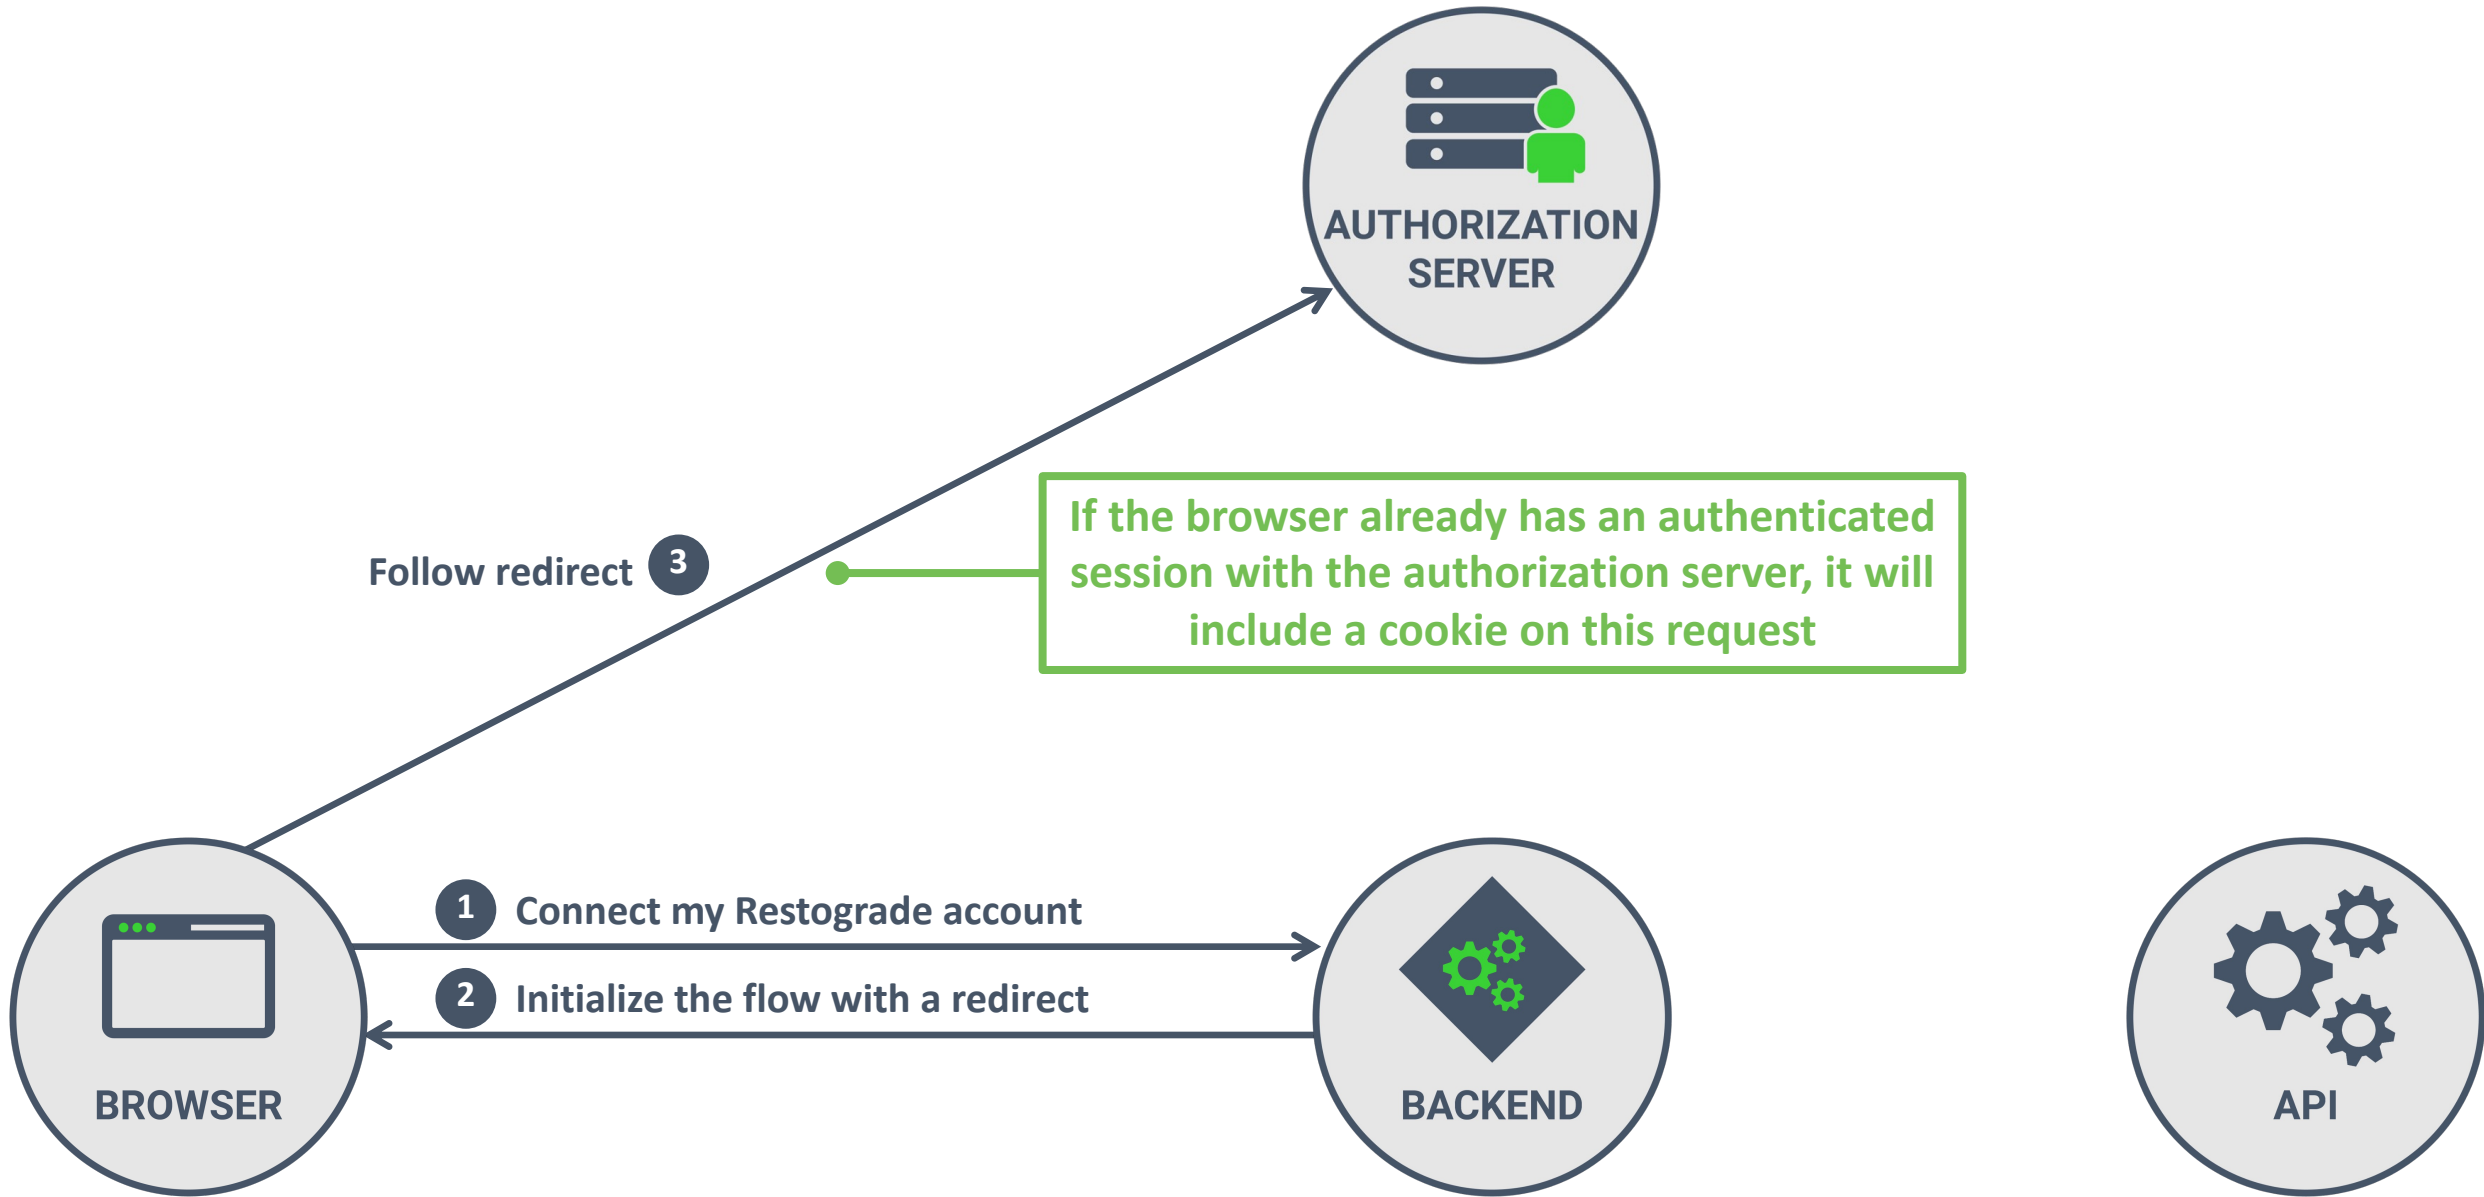 AUTHORIZATION
SERVER
If the browser already has an authenticated
session with the authorization server, it will
include a cookie on this request
Follow redirect 3
1 Connect my Restograde account
2 Initialize the flow with a redirect
BROWSER
BACKEND
API